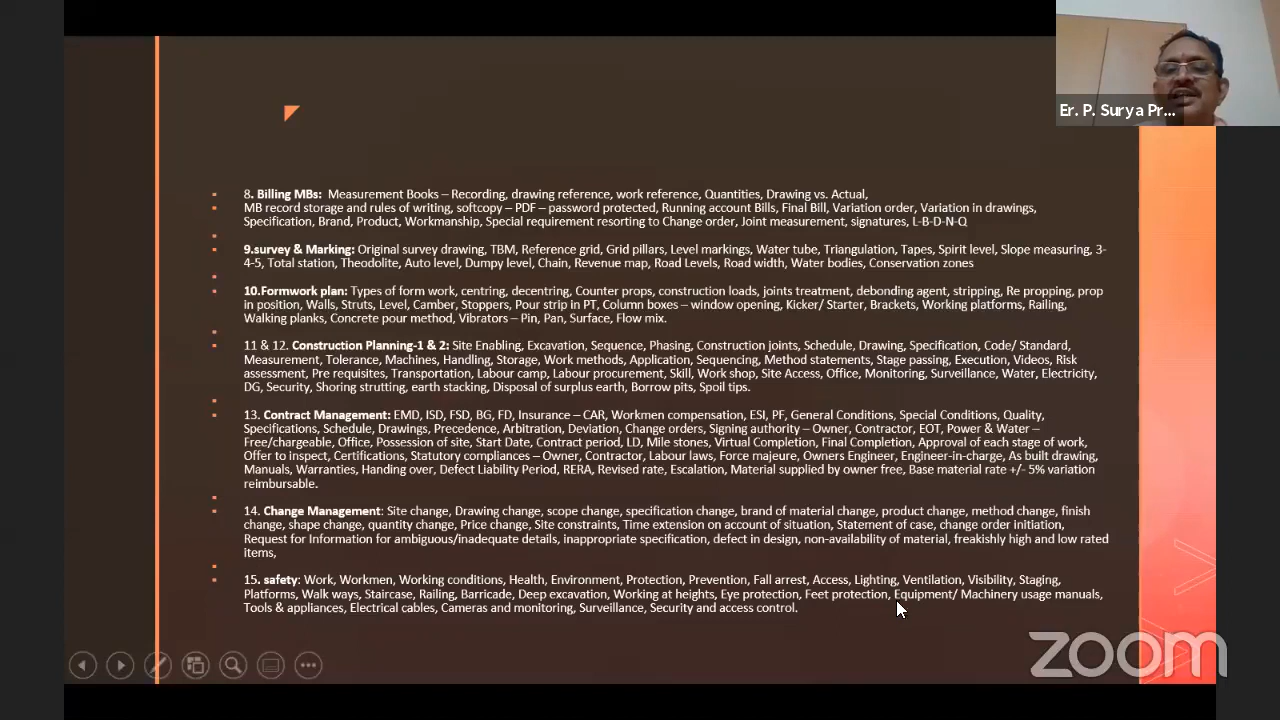 Er. P. Surya Pr...
8. Billing MBs: Measurement Books – Recording, drawing reference, work reference, Quantities, Drawing vs. Actual,
MB record storage and rules of writing, softcopy – PDF – password protected, Running account Bills, Final Bill, Variation order, Variation in drawings,
Specification, Brand, Product, Workmanship, Special requirement resorting to Change order, Joint measurement, signatures, L-B-D-N-Q
9.survey & Marking: Original survey drawing, TBM, Reference grid, Grid pillars, Level markings, Water tube, Triangulation, Tapes, Spirit level, Slope measuring, 3-
4-5, Total station, Theodolite, Auto level, Dumpy level, Chain, Revenue map, Road Levels, Road width, Water bodies, Conservation zones
10.Formwork plan: Types of form work, centring, decentring, Counter props, construction loads, joints treatment, debonding agent, stripping, Re propping, prop
in position, Walls, Struts, Level, Camber, Stoppers, Pour strip in PT, Column boxes – window opening, Kicker/ Starter, Brackets, Working platforms, Railing,
Walking planks, Concrete pour method, Vibrators – Pin, Pan, Surface, Flow mix.
11 & 12. Construction Planning-1 & 2: Site Enabling, Excavation, Sequence, Phasing, Construction joints, Schedule, Drawing, Specification, Code/ Standard,
Measurement, Tolerance, Machines, Handling, Storage, Work methods, Application, Sequencing, Method statements, Stage passing, Execution, Videos, Risk
assessment, Pre requisites, Transportation, Labour camp, Labour procurement, Skill, Work shop, Site Access, Office, Monitoring, Surveillance, Water, Electricity,
DG, Security, Shoring strutting, earth stacking, Disposal of surplus earth, Borrow pits, Spoil tips.
13. Contract Management: EMD, ISD, FSD, BG, FD, Insurance – CAR, Workmen compensation, ESI, PF, General Conditions, Special Conditions, Quality,
Specifications, Schedule, Drawings, Precedence, Arbitration, Deviation, Change orders, Signing authority – Owner, Contractor, EOT, Power & Water –
Free/chargeable, Office, Possession of site, Start Date, Contract period, LD, Mile stones, Virtual Completion, Final Completion, Approval of each stage of work,
Offer to inspect, Certifications, Statutory compliances – Owner, Contractor, Labour laws, Force majeure, Owners Engineer, Engineer-in-charge, As built drawing,
Manuals, Warranties, Handing over, Defect Liability Period, RERA, Revised rate, Escalation, Material supplied by owner free, Base material rate +/- 5% variation
reimbursable.
14. Change Management: Site change, Drawing change, scope change, specification change, brand of material change, product change, method change, finish
change, shape change, quantity change, Price change, Site constraints, Time extension on account of situation, Statement of case, change order initiation,
Request for Information for ambiguous/inadequate details, inappropriate specification, defect in design, non-availability of material, freakishly high and low rated
items,
15. safety: Work, Workmen, Working conditions, Health, Environment, Protection, Prevention, Fall arrest, Access, Lighting, Ventilation, Visibility, Staging,
Platforms, Walk ways, Staircase, Railing, Barricade, Deep excavation, Working at heights, Eye protection, Feet protection, Equipment/ Machinery usage manuals,
Tools & appliances, Electrical cables, Cameras and monitoring, Surveillance, Security and access control.
zoom